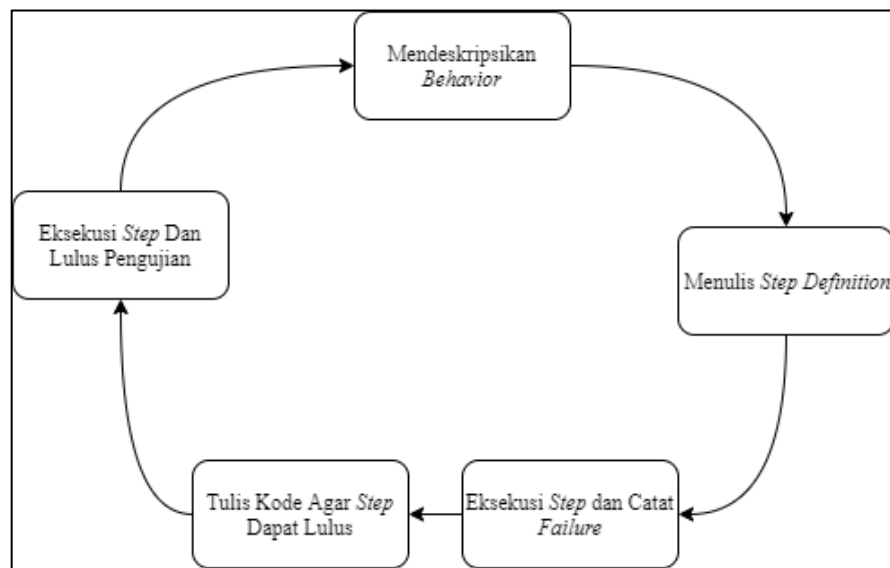 Mendeskripsikan
Behavior
Menulis Step Definition
Eksekusi Step dan Catat
Failure
Tulis Kode Agar Step
Dapat Lulus
Eksekusi Step Dan
Lulus Pengujian